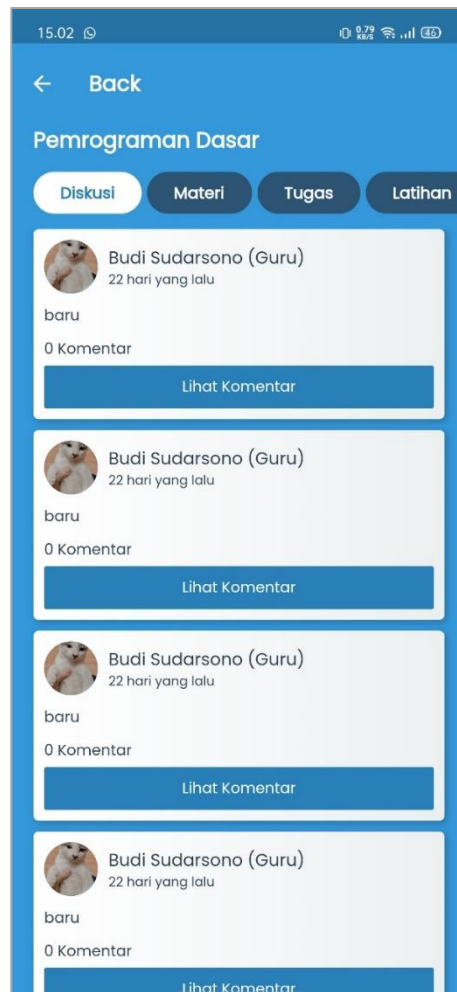 15.02 0.79 KB/S 46
Back
Pemrograman Dasar
Diskusi Materi Tugas Latihan
Budi Sudarsono (Guru)
22 hari yang lalu
baru
0 Komentar
Lihat Komentar
Budi Sudarsono (Guru)
22 hari yang lalu
baru
0 Komentar
Lihat Komentar
Budi Sudarsono (Guru)
22 hari yang lalu
baru
0 Komentar
Lihat Komentar
Budi Sudarsono (Guru)
22 hari yang lalu
baru
0 Komentar
Lihat Komentar